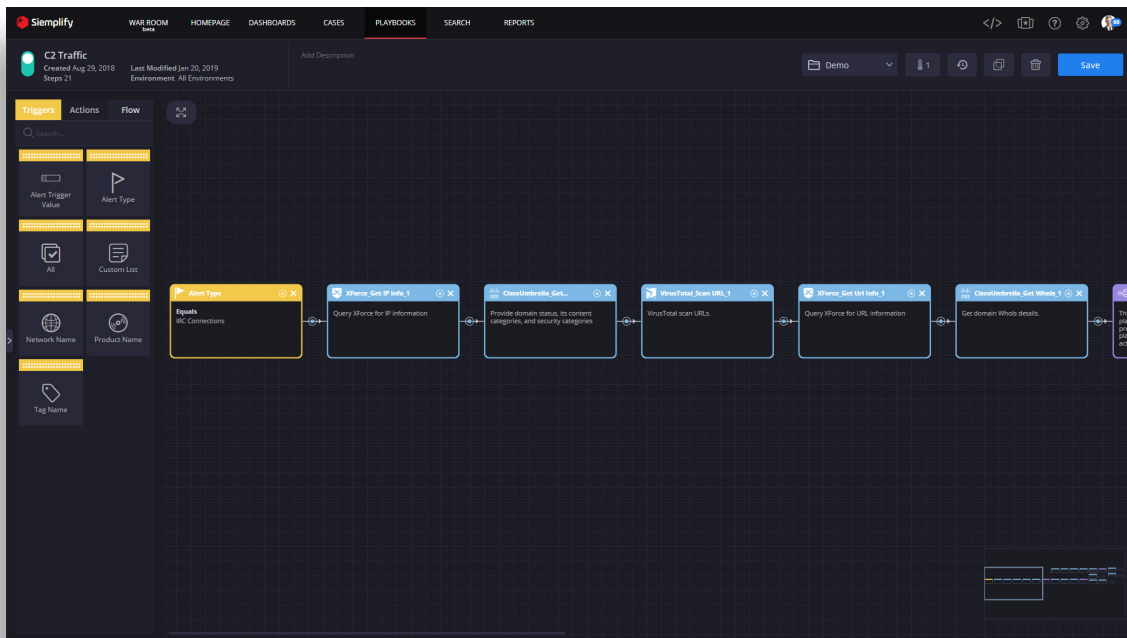 Siemplify
WAR ROOM
beta
HOMEPAGE
DASHBOARDS
CASES
PLAYBOOKS
SEARCH
REPORTS
C2 Traffic
Created Aug 29, 2018
Last Modified Jan 20, 2019
Steps 21
Environment All Environments
Add Description
Demo
1
Save
Triggers
Actions
Flow
Search...
Alert Trigger
Value
Alert Type
All
Custom List
Network Name
Product Name
Tag Name
Alert Type
Equals
IRC Connections
XForce_Get IP Info_1
Query XForce for IP information
CiscoUmbrella_Get...
Provide domain status, its content
categories, and security categories
VirusTotal_Scan URL_1
VirusTotal scan URLs.
XForce_Get Url Info_1
Query XForce for URL information
CiscoUmbrella_Get WhoIs_1
Get domain WhoIs details.